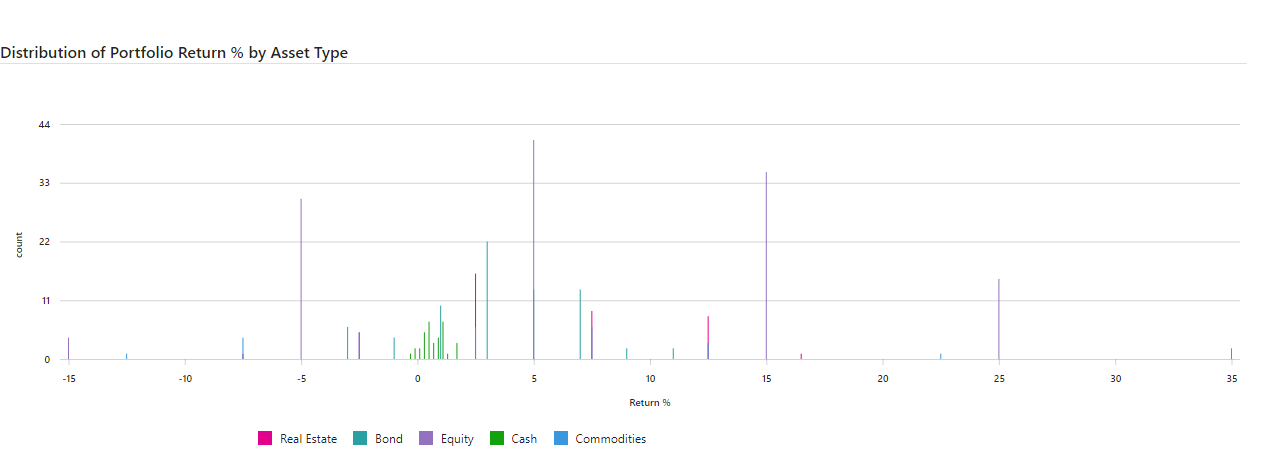 Distribution of Portfolio Return % by Asset Type
44
33
22
11
0
count
-15 -10 -5 0 5 10 15 20 25 30 35
Return %
Real Estate Bond Equity Cash Commodities